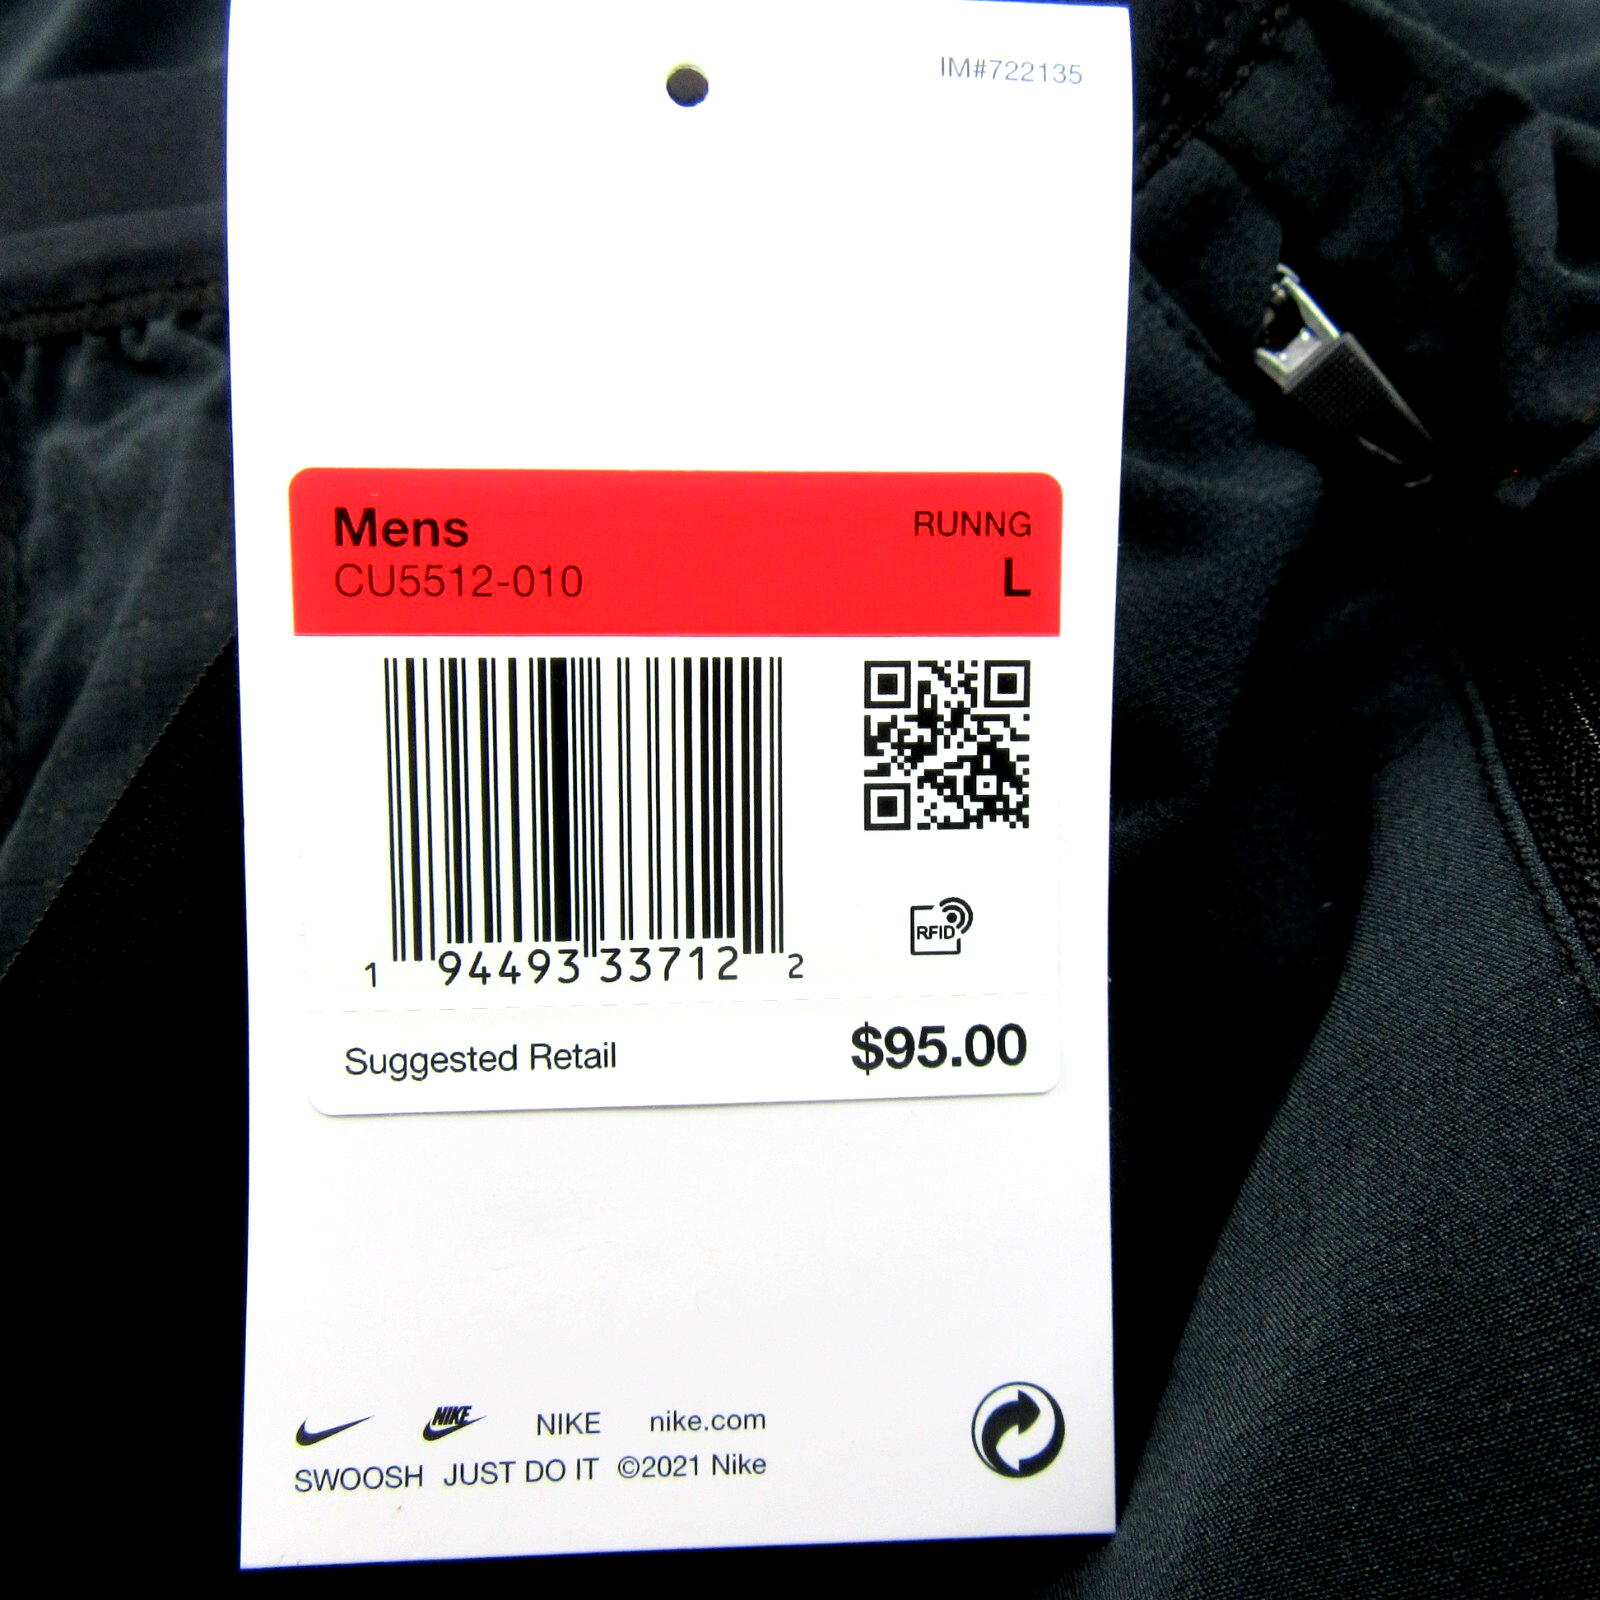 IM#722135
Mens RUNNG
CU5512-010 L
1 94493 33712 2
RFID
Suggested Retail $95.00
NIKE NIKE nike.com
SWOOSH JUST DO IT ©2021 Nike